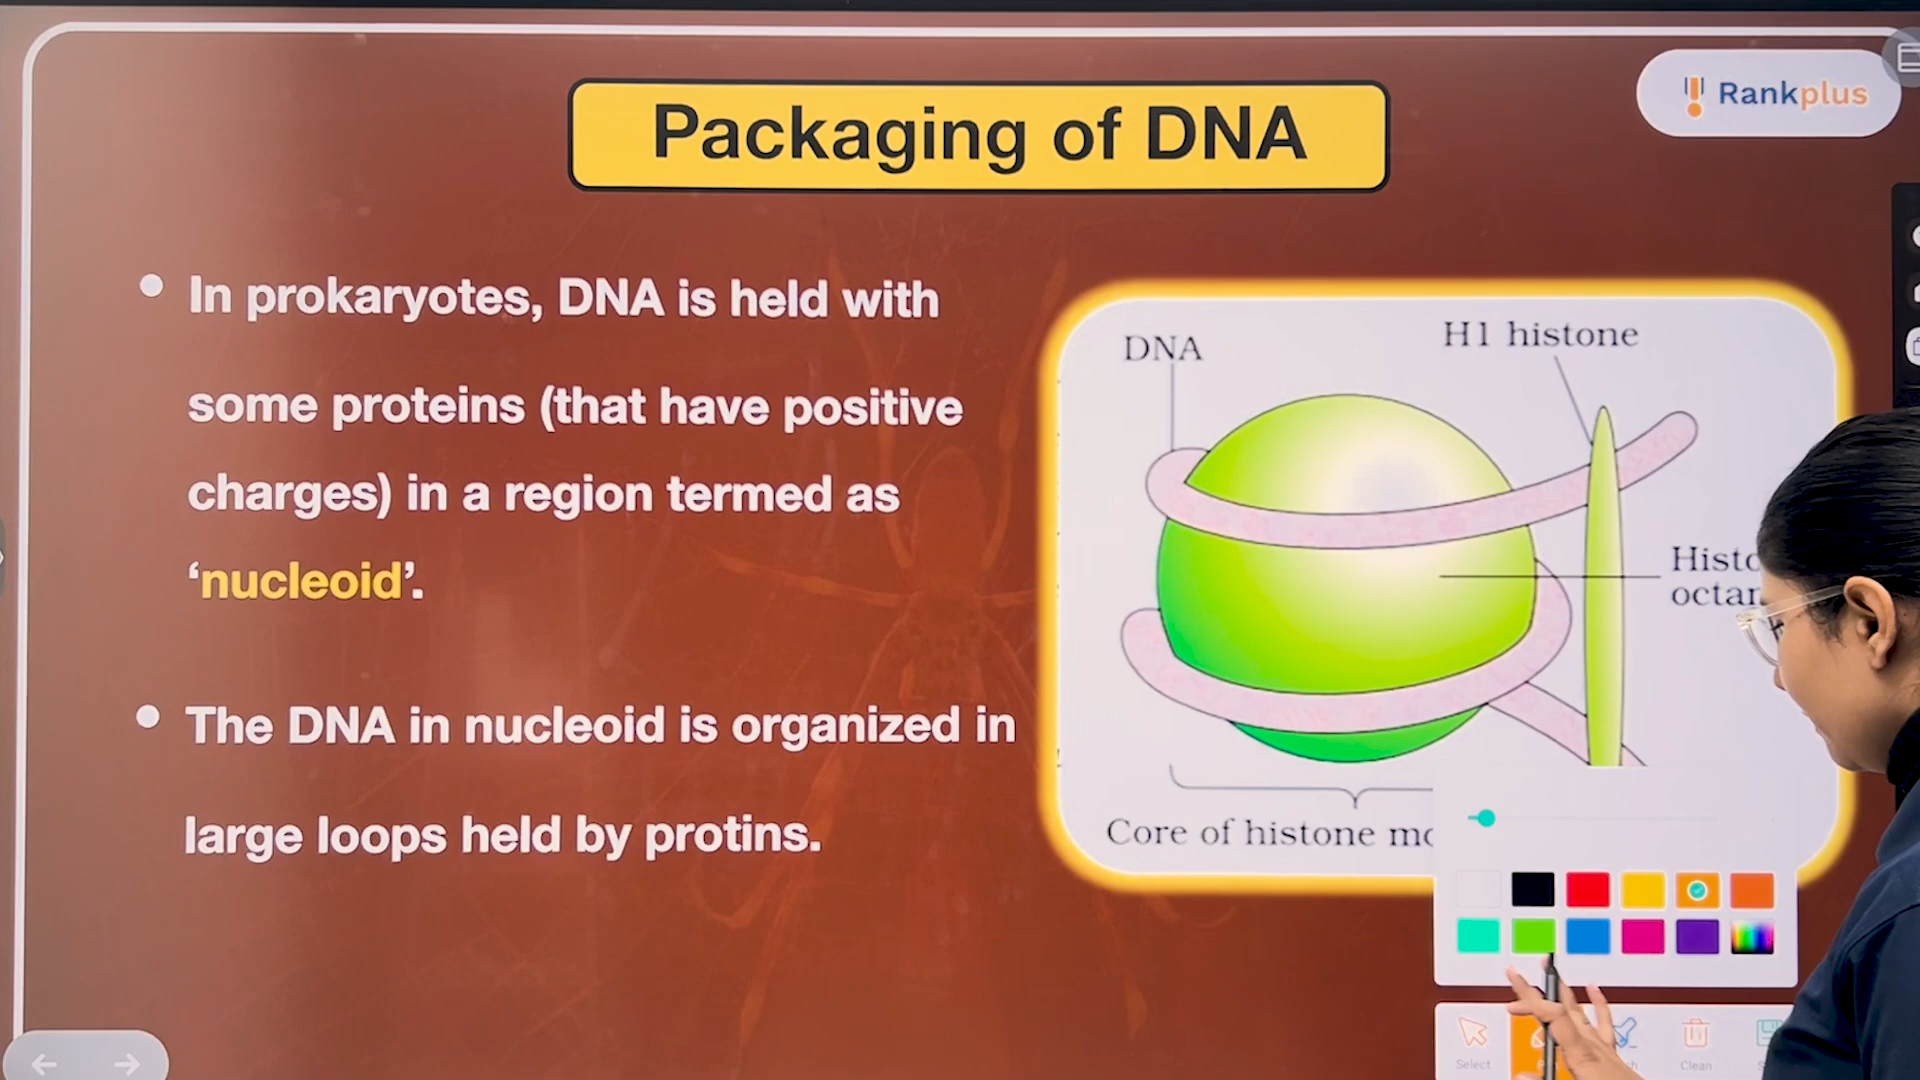 Packaging of DNA
Rankplus
In prokaryotes, DNA is held with
some proteins (that have positive
charges) in a region termed as
‘nucleoid’.
The DNA in nucleoid is organized in
large loops held by protins.
DNA
H1 histone
Core of histone
Select
Clean